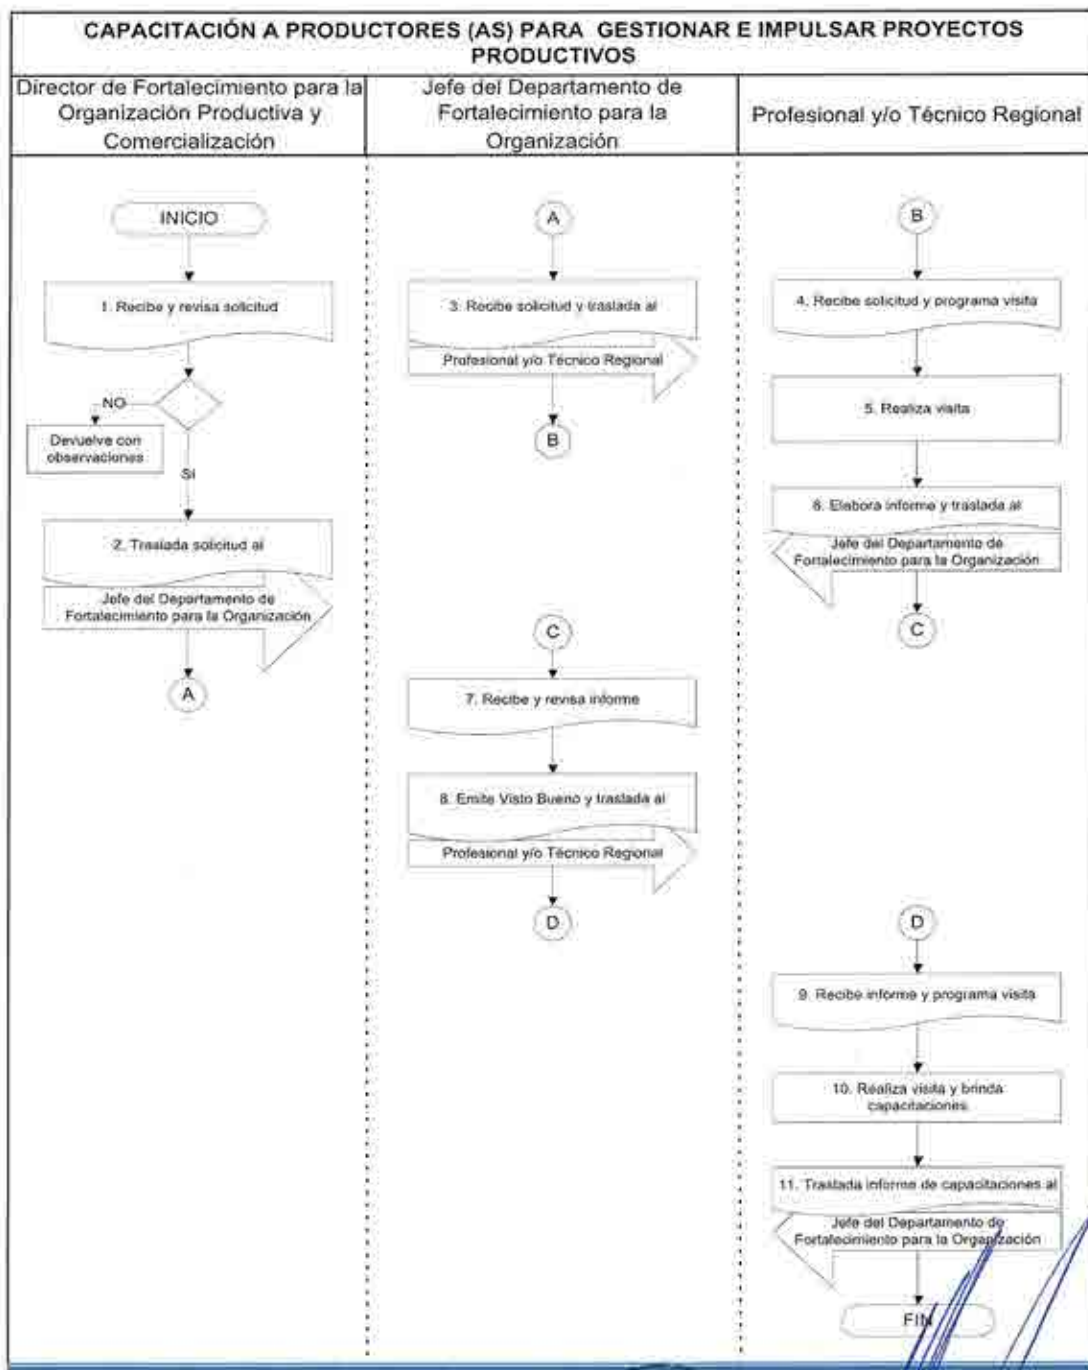 CAPACITACIÓN A PRODUCTORES (AS) PARA GESTIONAR E IMPULSAR PROYECTOS
PRODUCTIVOS
Director de Fortalecimiento para la
Organización Productiva y
Comercialización
Jefe del Departamento de
Fortalecimiento para la
Organización
Profesional y/o Técnico Regional
INICIO
1. Recibe y revisa solicitud
NO
Devuelve con
observaciones
SI
2. Traslada solicitud al
Jefe del Departamento de
Fortalecimiento para la Organización
A
A
3. Recibe solicitud y traslada al
Profesional y/o Técnico Regional
B
B
4. Recibe solicitud y programa visita
5. Realiza visita
6. Elabora informe y traslada al
Jefe del Departamento de
Fortalecimiento para la Organización
C
C
7. Recibe y revisa informe
8. Emite Visto Bueno y traslada al
Profesional y/o Técnico Regional
D
D
9. Recibe informe y programa visita
10. Realiza visita y brinda
capacitaciones
11. Traslada informe de capacitaciones al
Jefe del Departamento de
Fortalecimiento para la Organización
FIN